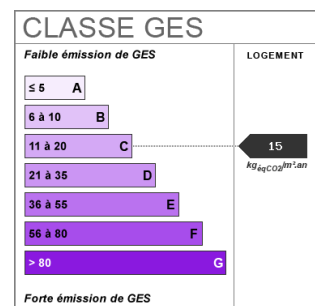 CLASSE GES
Faible émission de GES
LOGEMENT
≤ 5 A
6 à 10 B
11 à 20 C
15
kgéqCO2/m².an
21 à 35 D
36 à 55 E
56 à 80 F
> 80 G
Forte émission de GES